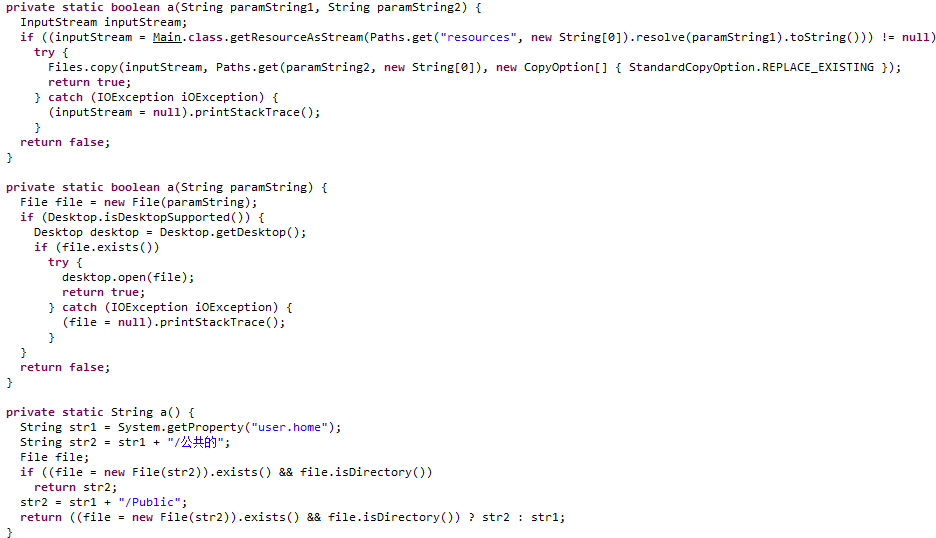 private static boolean a(String paramString1, String paramString2) {
  InputStream inputStream;
  if ((inputStream = Main.class.getResourceAsStream(Paths.get("resources", new String[0]).resolve(paramString1).toString())) != null)
    try {
      Files.copy(inputStream, Paths.get(paramString2, new String[0]), new CopyOption[] { StandardCopyOption.REPLACE_EXISTING });
      return true;
    } catch (IOException iOException) {
      (inputStream = null).printStackTrace();
    }
  return false;
}

private static boolean a(String paramString) {
  File file = new File(paramString);
  if (Desktop.isDesktopSupported()) {
    Desktop desktop = Desktop.getDesktop();
    if (file.exists())
      try {
        desktop.open(file);
        return true;
      } catch (IOException iOException) {
        (file = null).printStackTrace();
      }
  }
  return false;
}

private static String a() {
  String str1 = System.getProperty("user.home");
  String str2 = str1 + "/公共的";
  File file;
  if ((file = new File(str2)).exists() && file.isDirectory())
    return str2;
  str2 = str1 + "/Public";
  return ((file = new File(str2)).exists() && file.isDirectory()) ? str2 : str1;
}